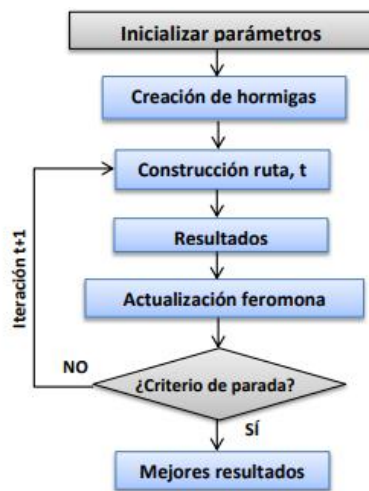 Inicializar parámetros
Creación de hormigas
Construcción ruta, t
Resultados
Actualización feromona
Iteración t+1
NO
¿Criterio de parada?
SÍ
Mejores resultados